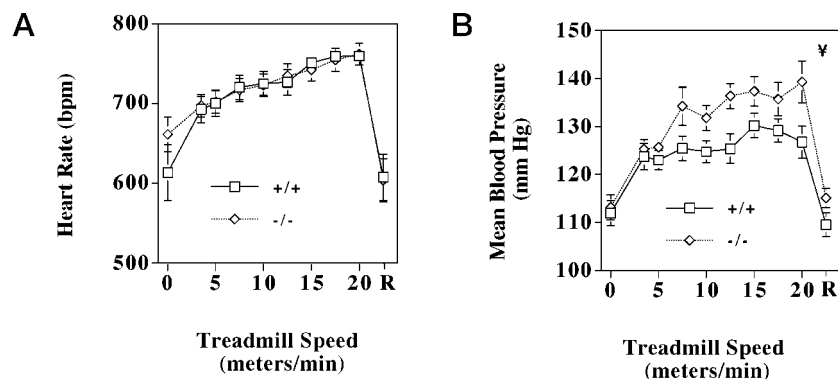 A
Heart Rate (bpm)
800
700
600
500
+/+
-/-
0 5 10 15 20 R
Treadmill Speed
(meters/min)
B
Mean Blood Pressure
(mm Hg)
150
140
130
120
110
100
¥
+/+
-/-
0 5 10 15 20 R
Treadmill Speed
(meters/min)